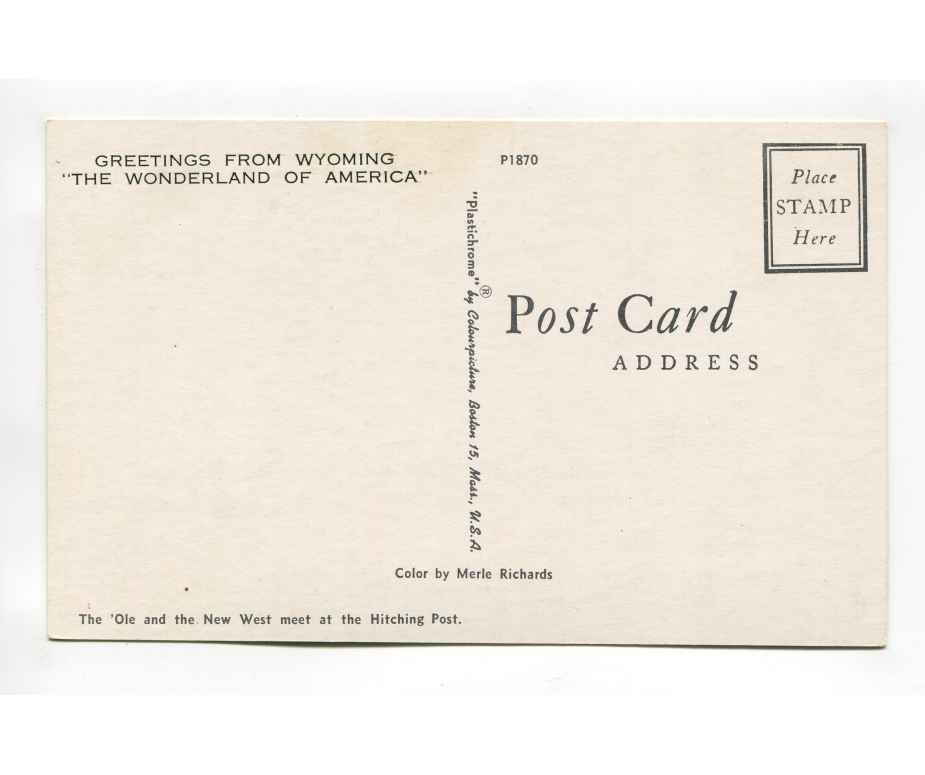 GREETINGS FROM WYOMING
"THE WONDERLAND OF AMERICA"
P1870
Place
STAMP
Here
"Plastichrome"® by Colourpicture, Boston 15, Mass., U.S.A.
Post Card
ADDRESS
Color by Merle Richards
The 'Ole and the New West meet at the Hitching Post.